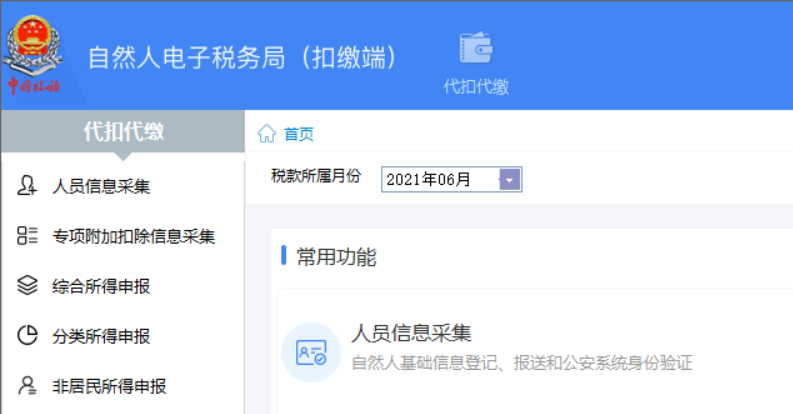 自然人电子税务局（扣缴端）
代扣代缴
中国税务
代扣代缴
首页
人员信息采集
税款所属月份 2021年06月
专项附加扣除信息采集
常用功能
综合所得申报
分类所得申报
人员信息采集
自然人基础信息登记、报送和公安系统身份验证
非居民所得申报